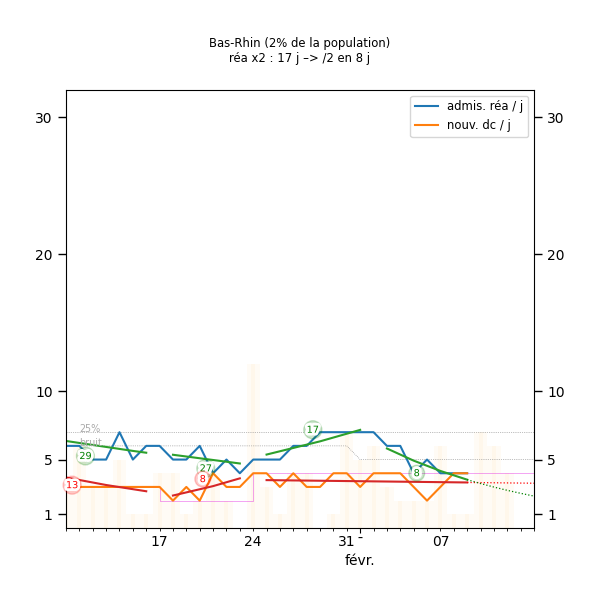 Bas-Rhin (2% de la population)
réa x2 : 17 j –> /2 en 8 j
admis. réa / j
nouv. dc / j
30 30
20 20
10 10
5 5
1 1
25%
bruit
29
13
27
8
17
8
17 24 31 07
févr.